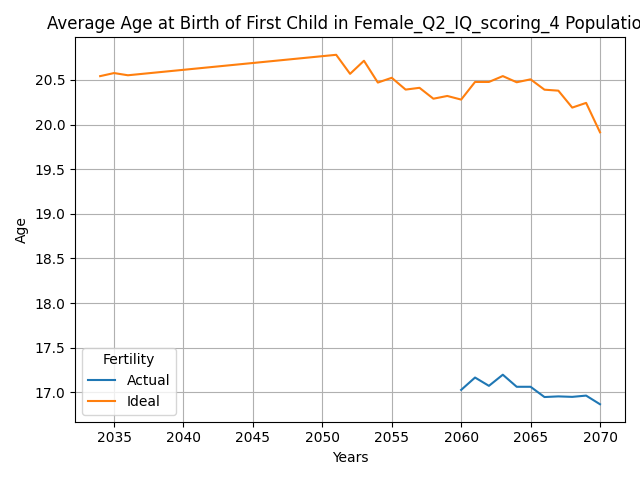 Average Age at Birth of First Child in Female_Q2_IQ_scoring_4 Populatio
20.5
20.0
19.5
19.0
18.5
18.0
17.5
17.0
Age
Fertility
Actual
Ideal
2035 2040 2045 2050 2055 2060 2065 2070
Years